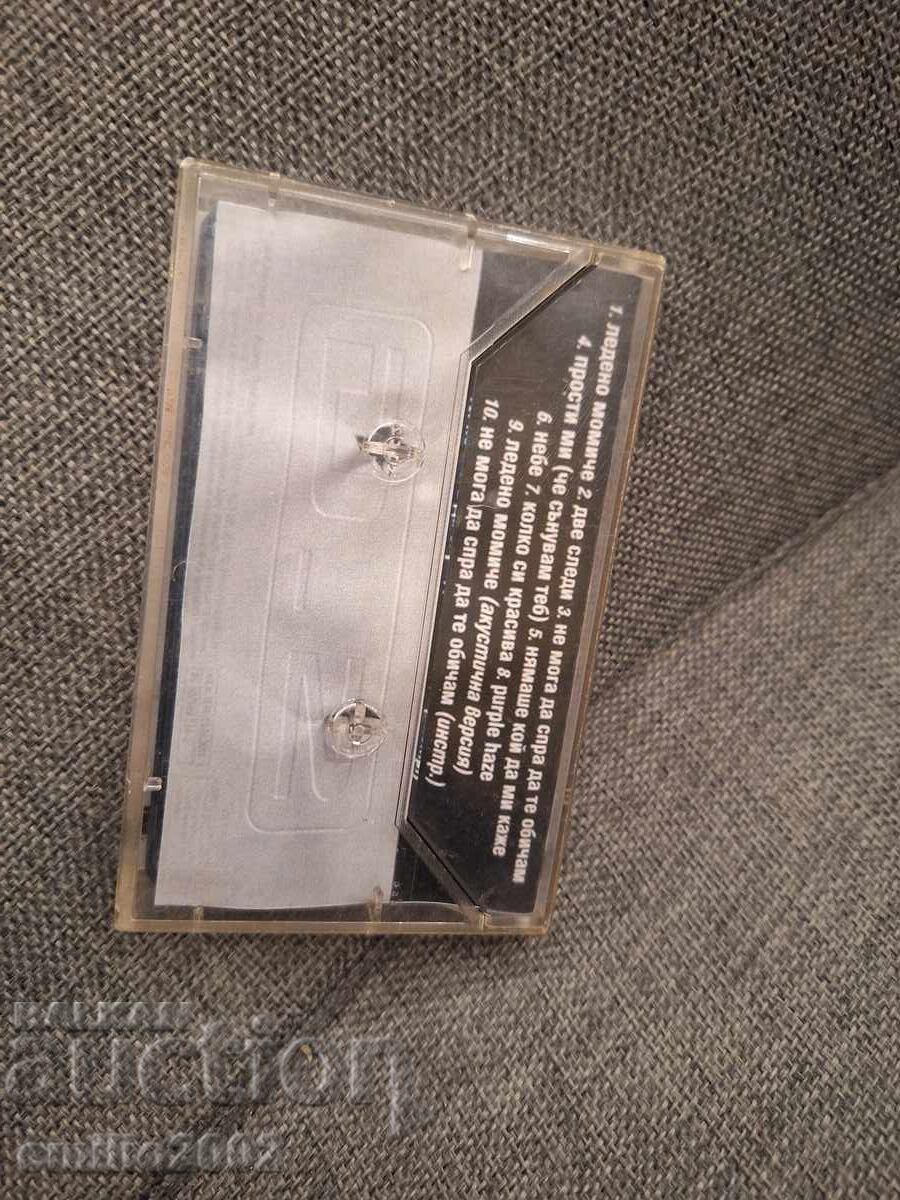 1. ледено момиче 2. две следи 3. не мога да спра да те обичам
4. прости ми (че сънувам теб) 5. нямаше кой да ми каже
6. небе 7. колко си красива 8. purple haze
9. ледено момиче (акустична версия)
10. не мога да спра да те обичам (инстр.)
BALKAN
auction
emffto2002